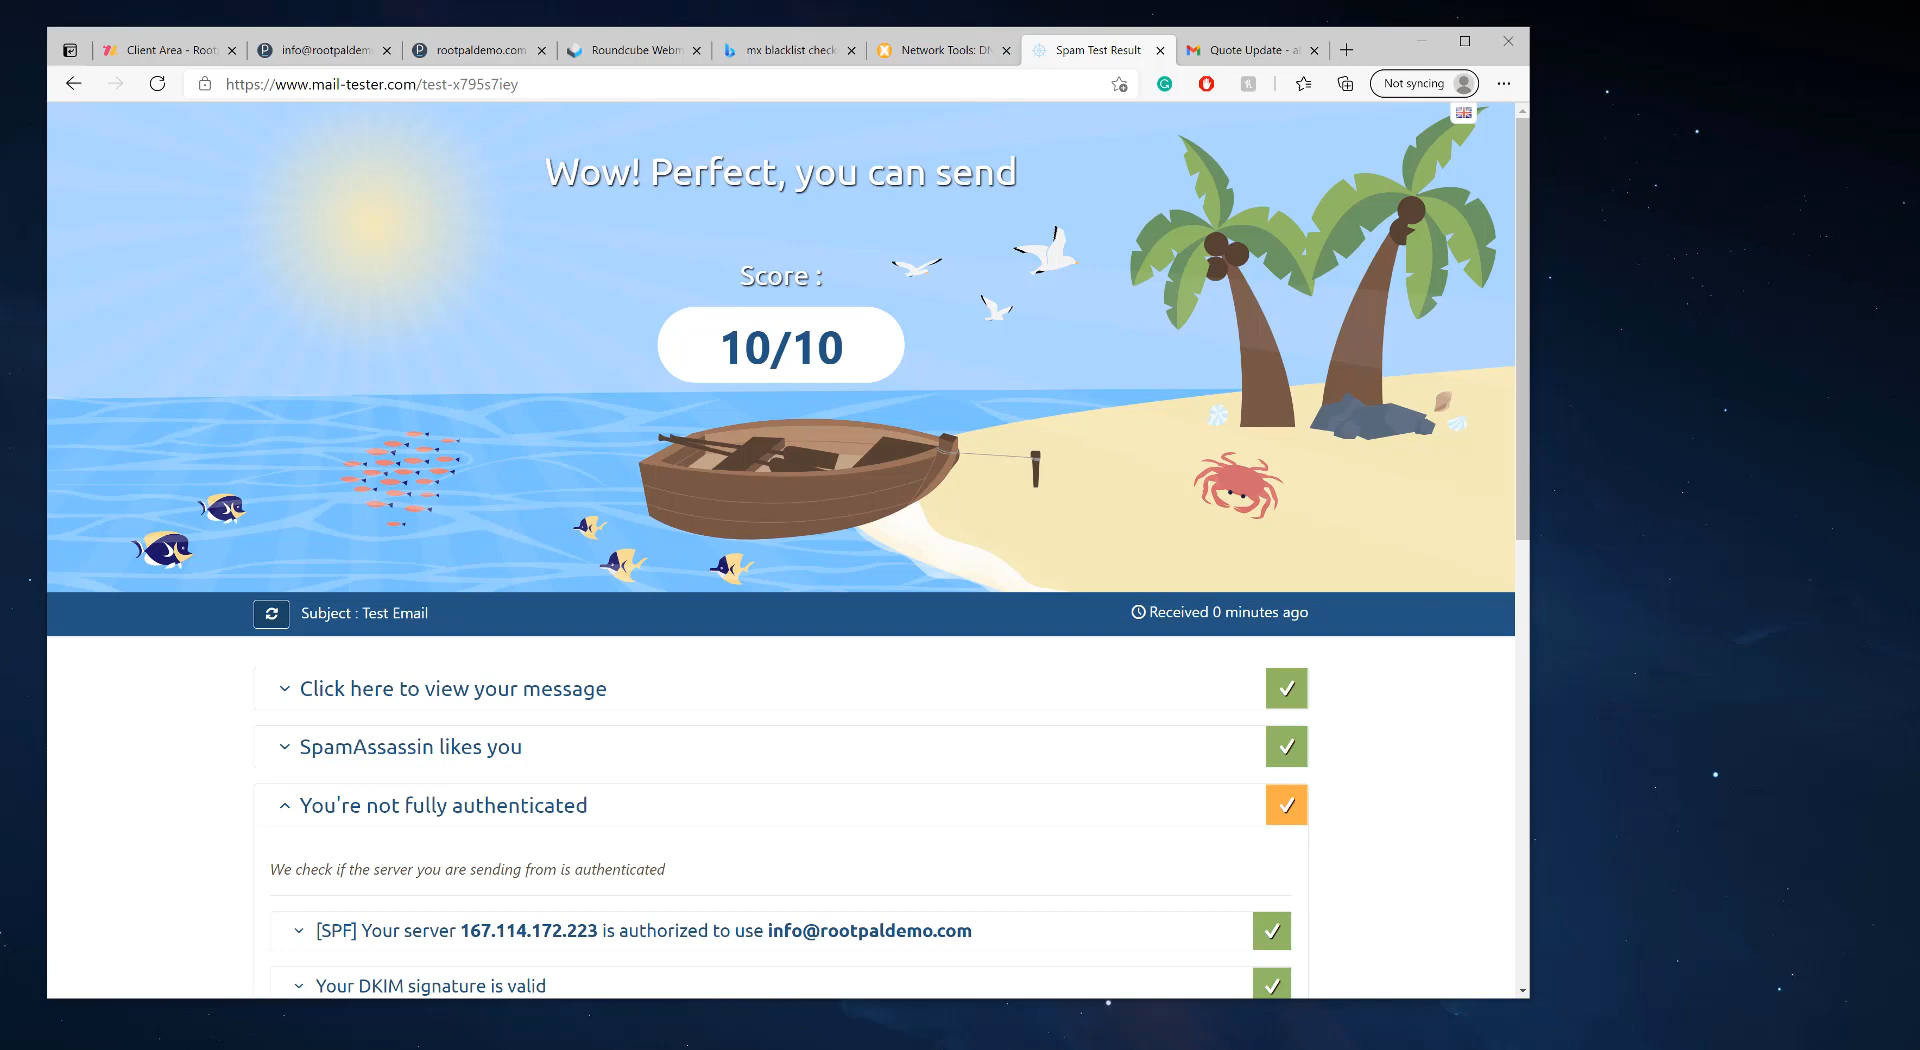 Client Area - Root
info@rootpaldem
rootpaldemo.com
Roundcube Webm
mx blacklist check
Network Tools: DN
Spam Test Result
Quote Update - a
https://www.mail-tester.com/test-x795s7iey
Not syncing
Wow! Perfect, you can send
Score :
10/10
Subject : Test Email
Received 0 minutes ago
Click here to view your message
SpamAssassin likes you
You're not fully authenticated
We check if the server you are sending from is authenticated
[SPF] Your server 167.114.172.223 is authorized to use info@rootpaldemo.com
Your DKIM signature is valid